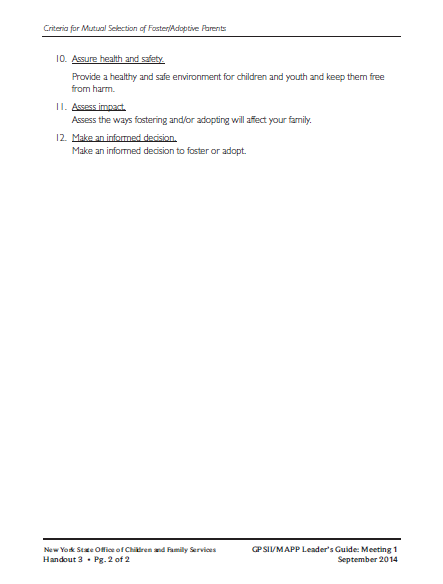 Criteria for Mutual Selection of Foster/Adoptive Parents
10. Assure health and safety.
Provide a healthy and safe environment for children and youth and keep them free
from harm.
11. Assess impact.
Assess the ways fostering and/or adopting will affect your family.
12. Make an informed decision.
Make an informed decision to foster or adopt.
New York State Office of Children and Family Services
GPSII/MAPP Leader's Guide: Meeting 1
Handout 3 • Pg. 2 of 2
September 2014